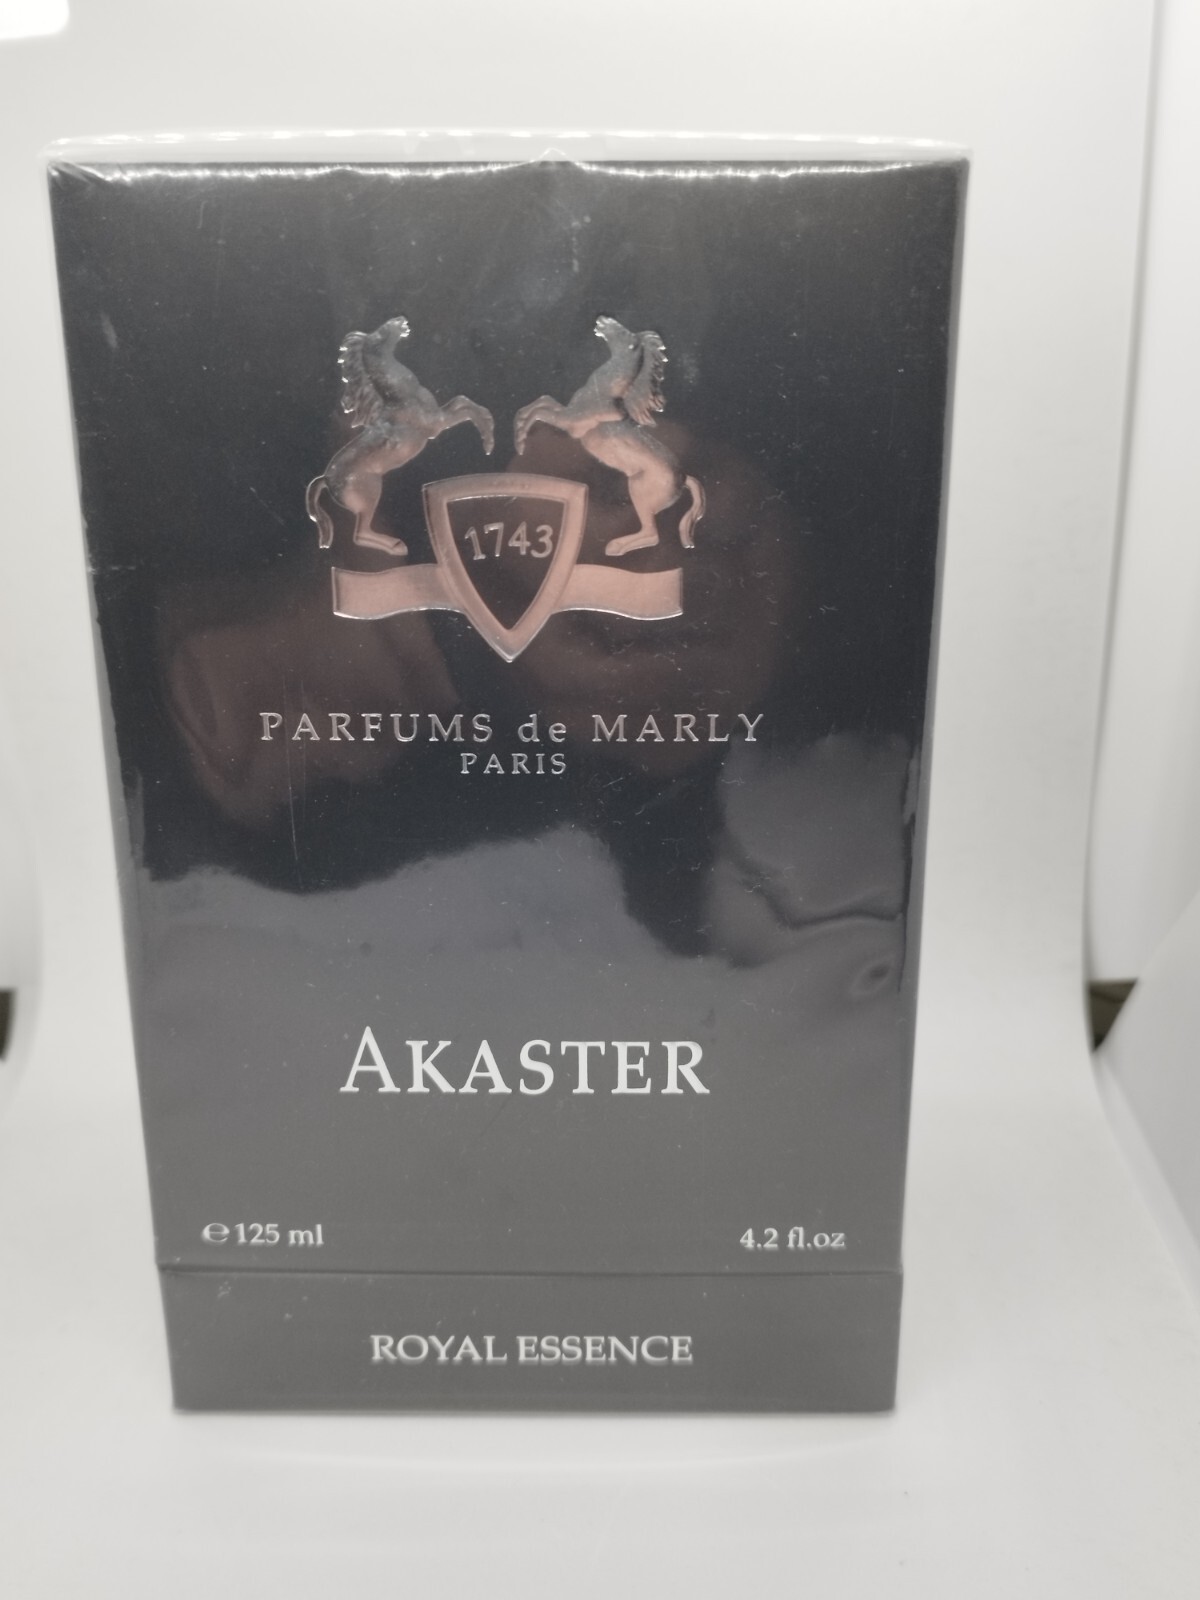 1743
PARFUMS de MARLY
PARIS
AKASTER
℮125 ml
4.2 fl.oz
ROYAL ESSENCE